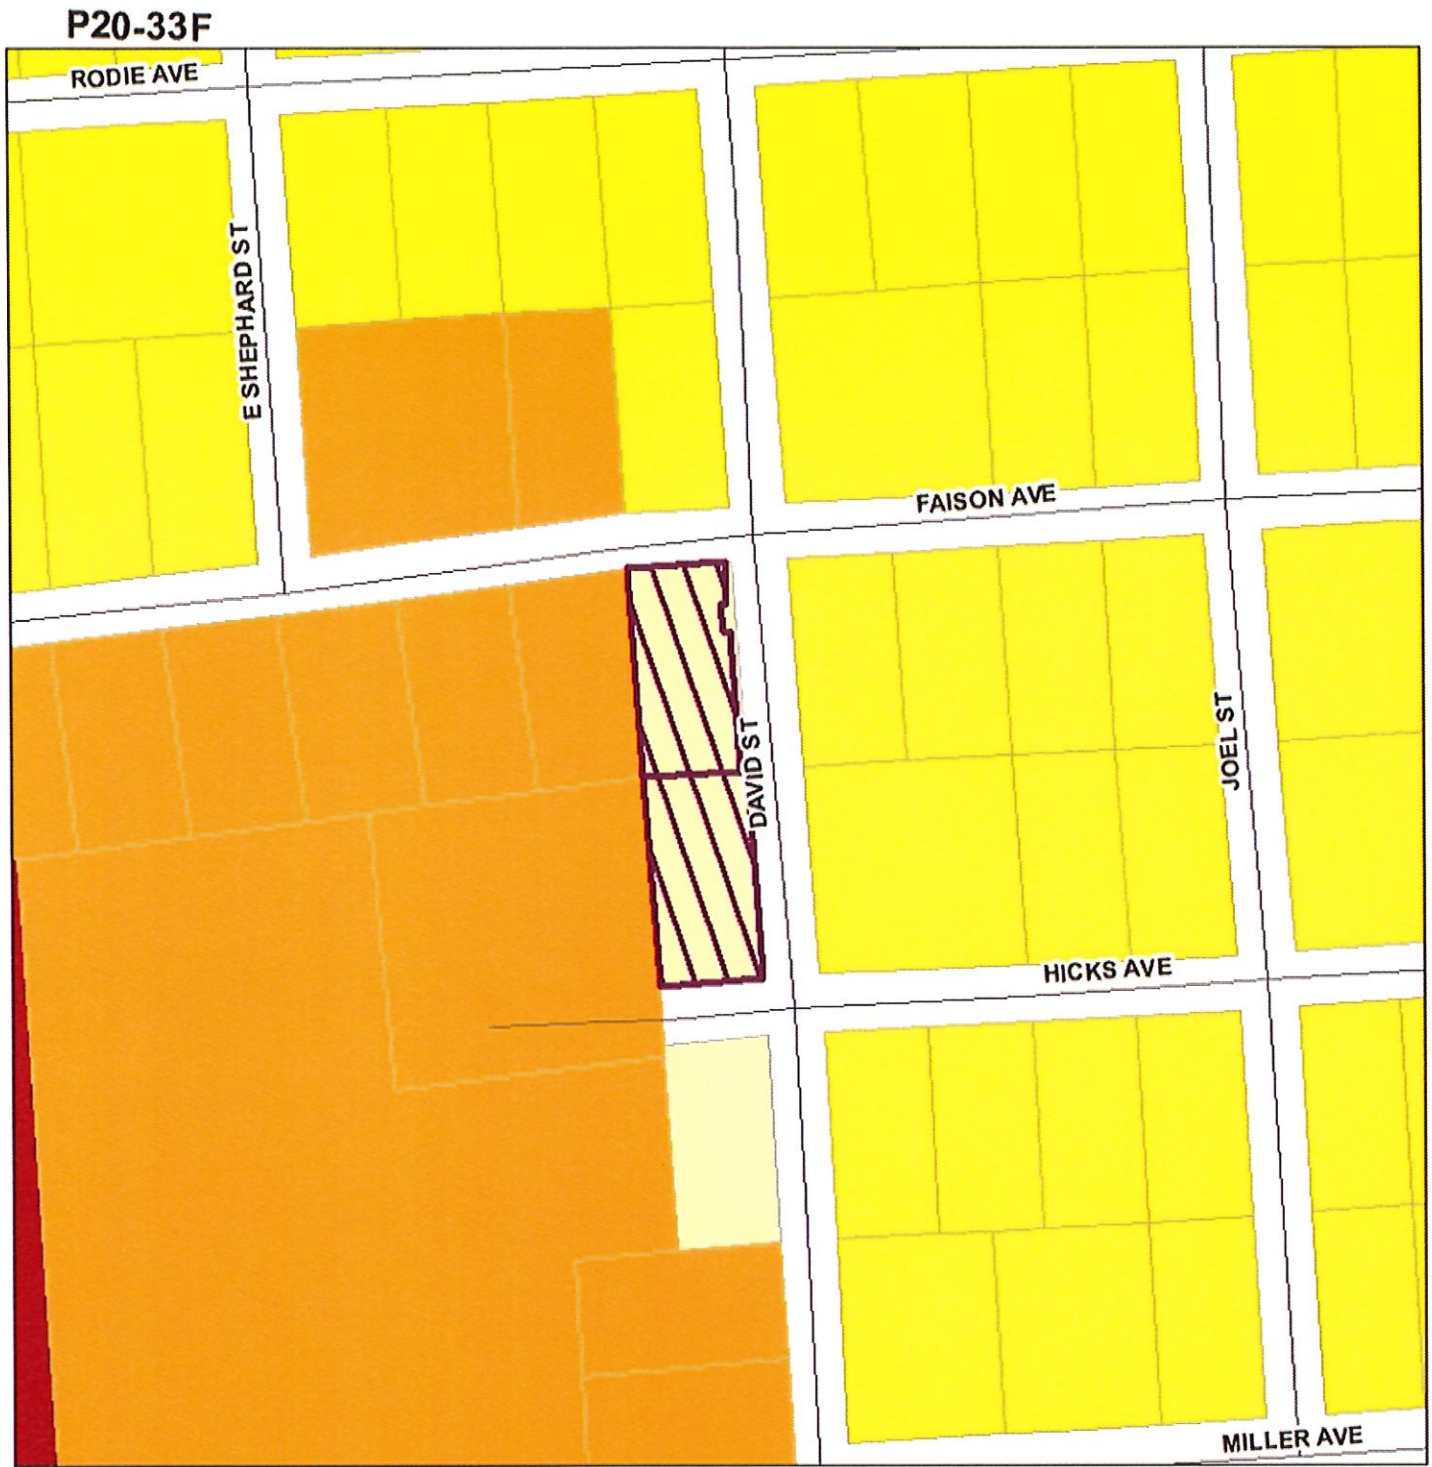 P20-33F
RODIE AVE
E SHEPHARD ST
FAISON AVE
DAVID ST
JOEL ST
HICKS AVE
MILLER AVE